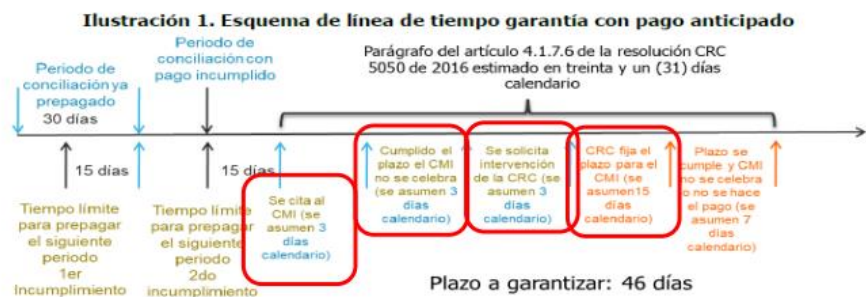 Ilustración 1. Esquema de línea de tiempo garantía con pago anticipado
Periodo de
conciliación ya
prepagado
30 días
Periodo de
conciliación con
pago incumplido
Parágrafo del artículo 4.1.7.6 de la resolución CRC
5050 de 2016 estimado en treinta y un (31) días
calendario
15 días
15 días
Tiempo límite
para prepagar
el siguiente
periodo
1er
Incumplimiento
Tiempo límite
para prepagar
el siguiente
periodo
2do
incumplimiento
Se cita al
CMI (se
asumen 3
días
calendario)
Cumplido el
plazo el CMI
no se celebra
(se asumen 3
días
calendario)
Se solicita
intervención
de la CRC (se
asumen 3
días
calendario)
CRC fija el
plazo para el
CMI (se
asumen15
días
calendario)
Plazo se
cumple y CMI
no se celebra
o no se hace
el pago (se
asumen 7
días
calendario)
Plazo a garantizar: 46 días